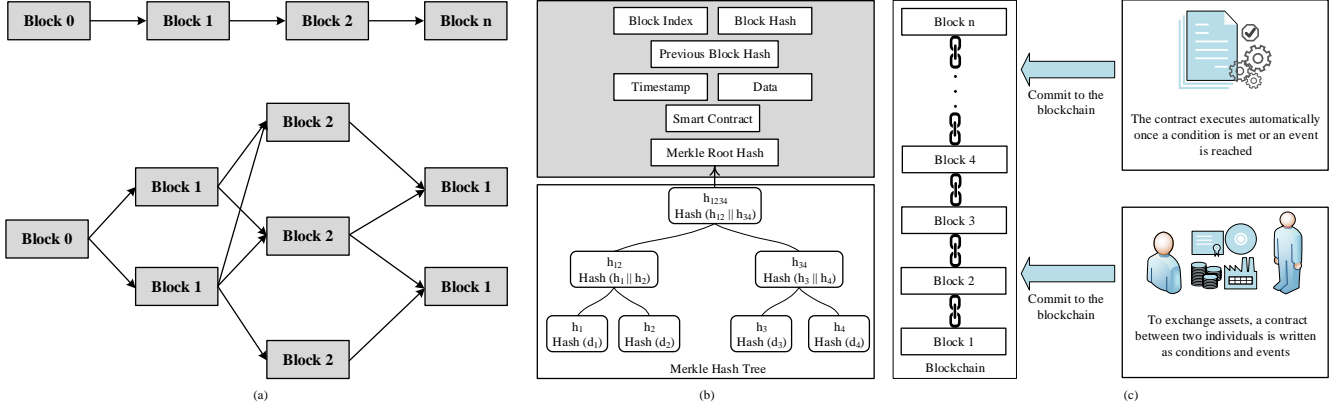 Block 0
Block 1
Block 2
Block n
Block 2
Block 1
Block 1
Block 2
Block 0
Block 1
Block 1
Block 2
(a)
Block Index
Block Hash
Previous Block Hash
Timestamp
Data
Smart Contract
Merkle Root Hash
h1234
Hash (h12 || h34)
h12
Hash (h1 || h2)
h34
Hash (h3 || h4)
h1
Hash (d1)
h2
Hash (d2)
h3
Hash (d3)
h4
Hash (d4)
Merkle Hash Tree
(b)
Block n
Block 4
Block 3
Block 2
Block 1
Blockchain
Commit to the
blockchain
The contract executes automatically
once a condition is met or an event
is reached
Commit to the
blockchain
To exchange assets, a contract
between two individuals is written
as conditions and events
(c)